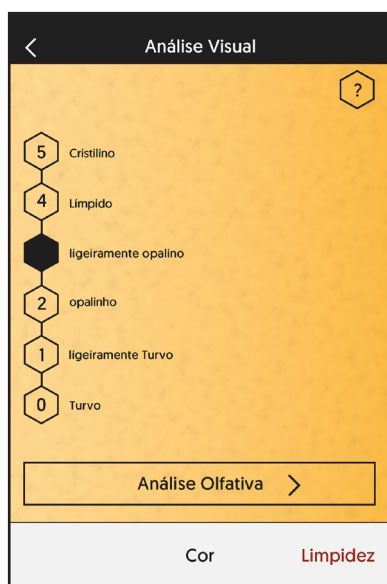 Análise Visual
?
5 Cristilino
4 Límpido
ligeiramente opalino
2 opalinho
1 ligeiramente Turvo
0 Turvo
Análise Olfativa
Cor Limpidez